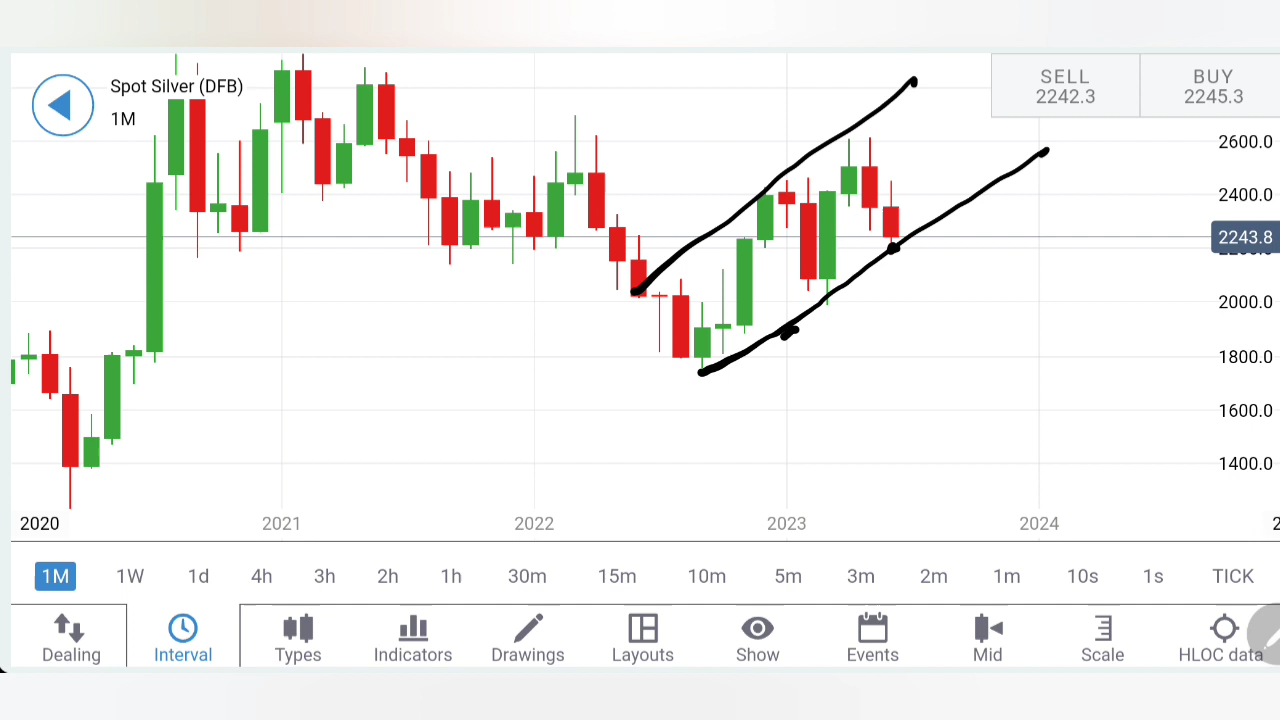 Spot Silver (DFB)
1M
SELL
2242.3
BUY
2245.3
2600.0
2400.0
2243.8
2000.0
1800.0
1600.0
1400.0
2020 2021 2022 2023 2024
1M 1W 1d 4h 3h 2h 1h 30m 15m 10m 5m 3m 2m 1m 10s 1s TICK
Dealing Interval Types Indicators Drawings Layouts Show Events Mid Scale HLOC data